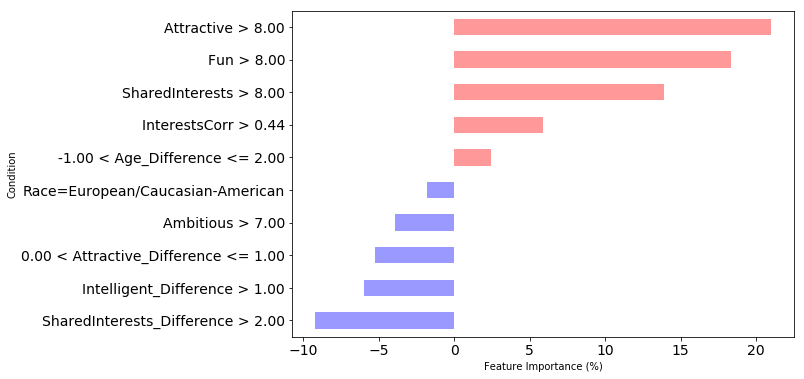 Attractive > 8.00
Fun > 8.00
SharedInterests > 8.00
InterestsCorr > 0.44
-1.00 < Age_Difference <= 2.00
Race=European/Caucasian-American
Ambitious > 7.00
0.00 < Attractive_Difference <= 1.00
Intelligent_Difference > 1.00
SharedInterests_Difference > 2.00
Condition
−10 −5 0 5 10 15 20
Feature Importance (%)